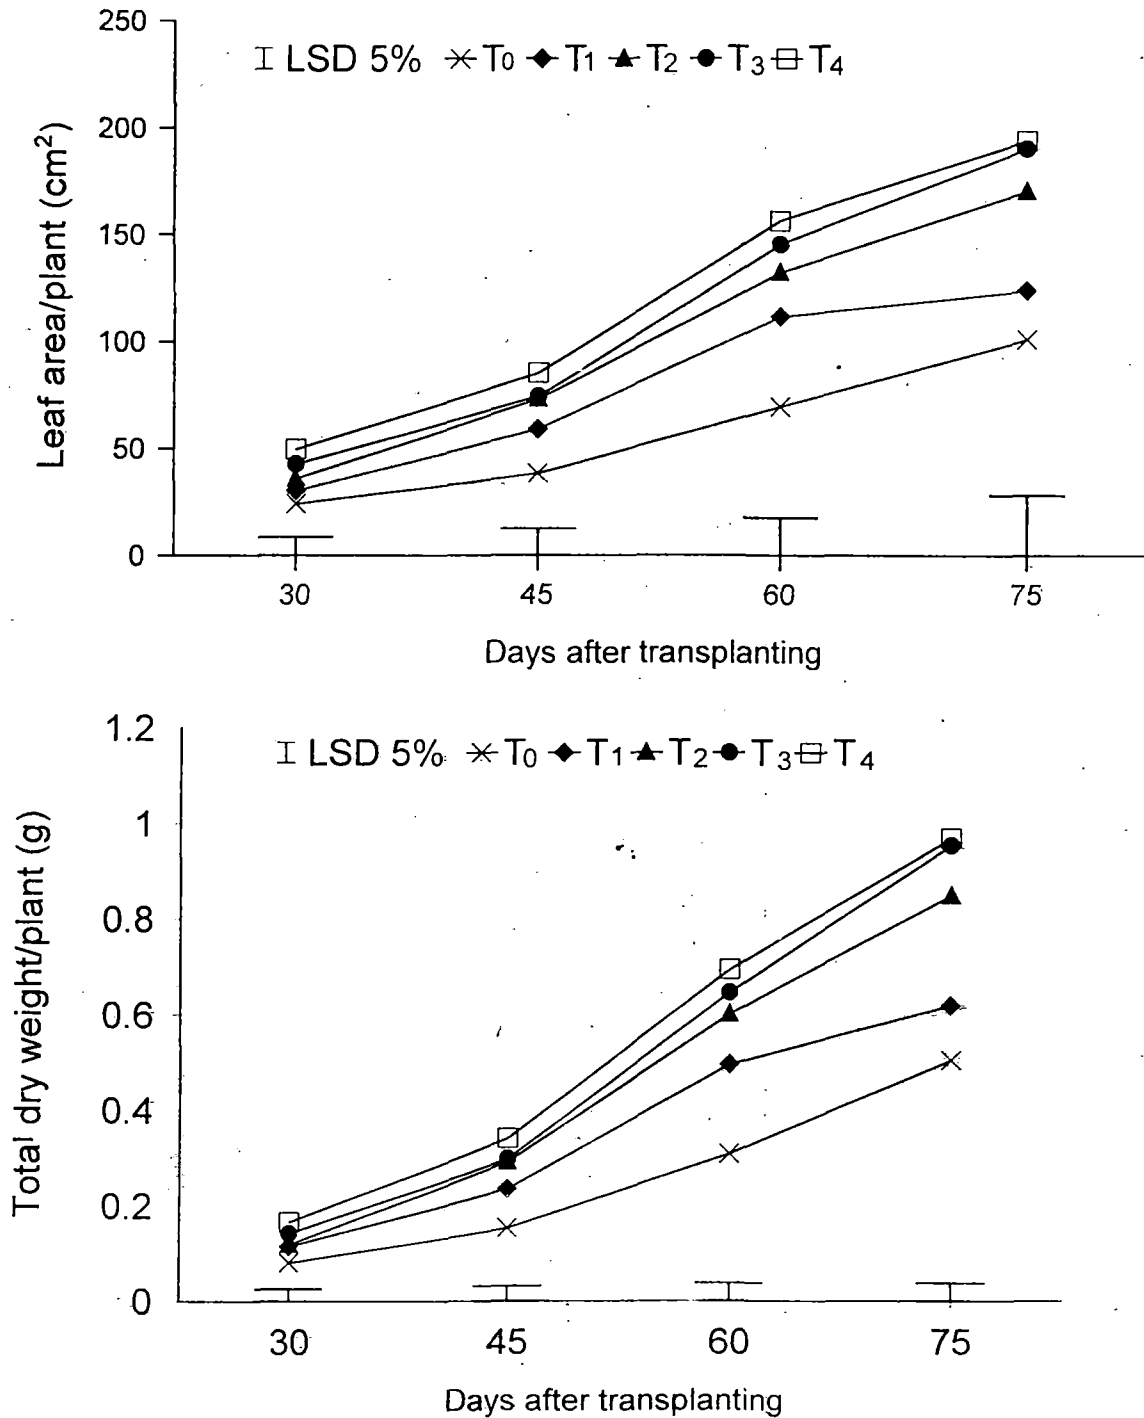 250
I LSD 5% T0 T1 T2 T3 T4
200
150
100
50
0
Leaf area/plant (cm²)
30 45 60 75
Days after transplanting
1.2
I LSD 5% T0 T1 T2 T3 T4
1
0.8
0.6
0.4
0.2
0
Total dry weight/plant (g)
30 45 60 75
Days after transplanting